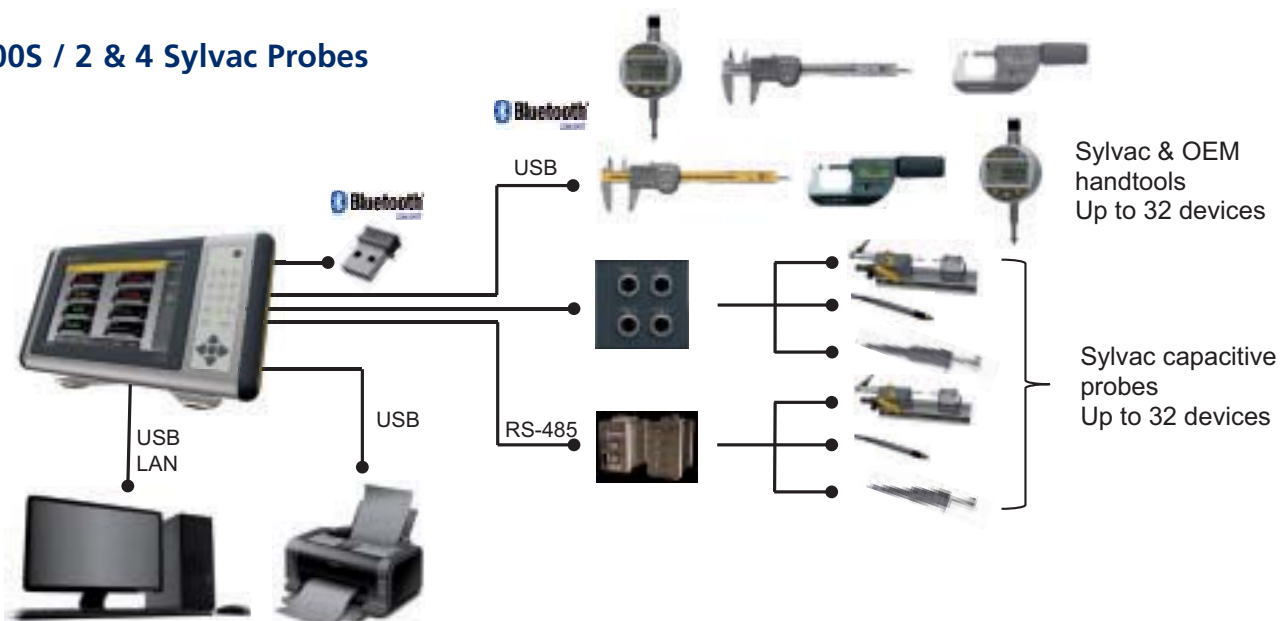 00S / 2 & 4 Sylvac Probes
Bluetooth
USB
Sylvac & OEM
handtools
Up to 32 devices
Bluetooth
Sylvac capacitive
probes
Up to 32 devices
USB
RS-485
USB
LAN